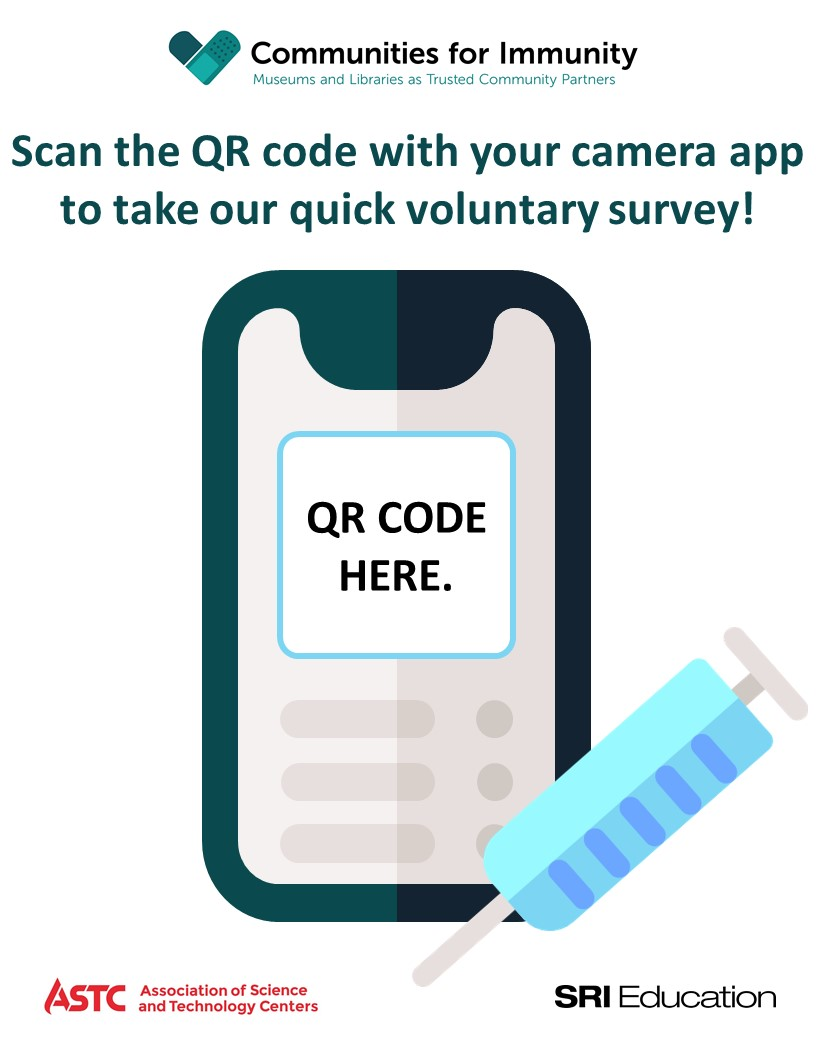 Communities for Immunity
Museums and Libraries as Trusted Community Partners
Scan the QR code with your camera app
to take our quick voluntary survey!
QR CODE
HERE.
ASTC
Association of Science
and Technology Centers
SRI Education